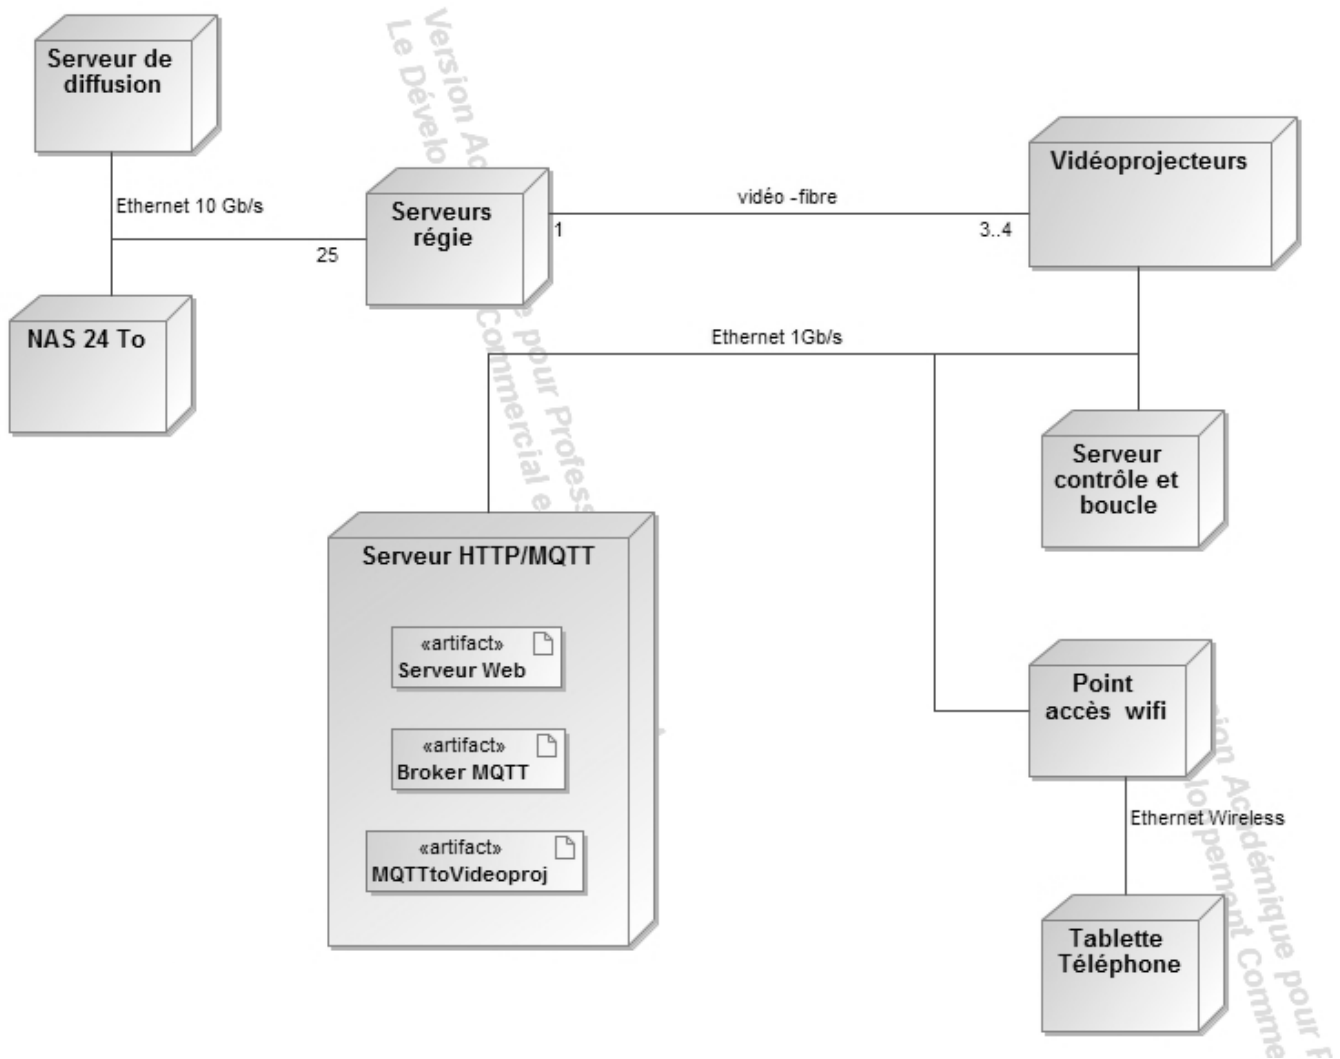 Serveur de
diffusion
Ethernet 10 Gb/s
25
NAS 24 To
Serveurs
régie
1
vidéo -fibre
3..4
Vidéoprojecteurs
Ethernet 1Gb/s
Serveur
contrôle et
boucle
Serveur HTTP/MQTT
«artifact»
Serveur Web
«artifact»
Broker MQTT
«artifact»
MQTTtoVideoproj
Point
accès wifi
Ethernet Wireless
Tablette
Téléphone
Version Ac
Le Dévelo
pour Profess
Commercial e
sion Académique pour
loppement Comme